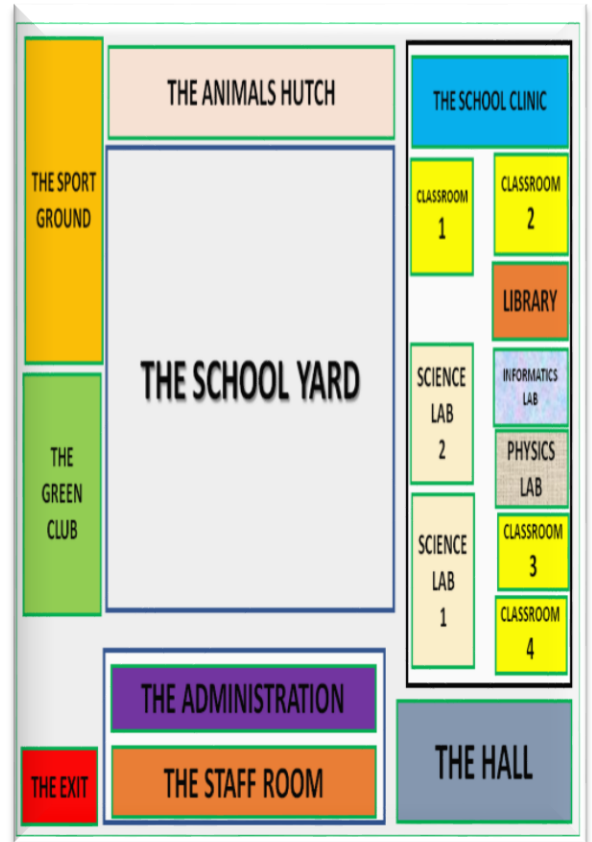 THE ANIMALS HUTCH
THE SPORT
GROUND
THE SCHOOL YARD
THE
GREEN
CLUB
THE SCHOOL CLINIC
CLASSROOM
1
CLASSROOM
2
LIBRARY
SCIENCE
LAB
2
INFORMATICS
LAB
PHYSICS
LAB
SCIENCE
LAB
1
CLASSROOM
3
CLASSROOM
4
THE ADMINISTRATION
THE STAFF ROOM
THE EXIT
THE HALL